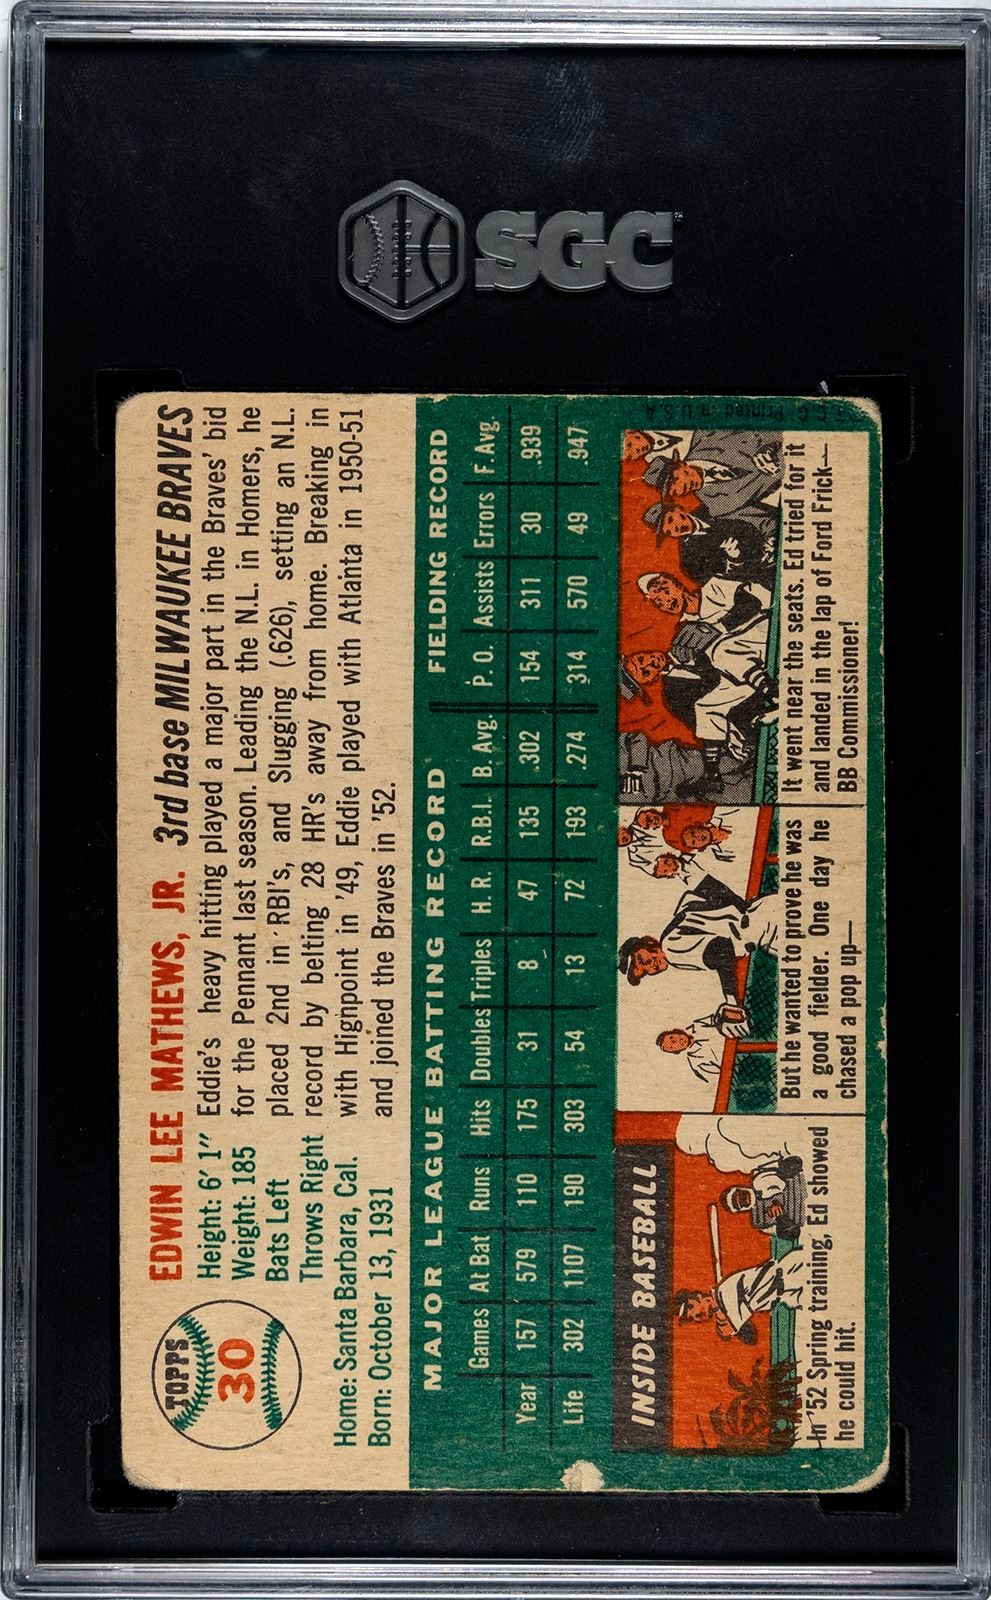 SGC
TOPPS
30
EDWIN LEE MATHEWS, JR. 3rd base MILWAUKEE BRAVES
Height: 6' 1"
Weight: 185
Bats Left
Throws Right
Home: Santa Barbara, Cal.
Born: October 13, 1931
Eddie's heavy hitting played a major part in the Braves' bid
for the Pennant last season. Leading the N.L. in Homers, he
placed 2nd in RBI's, and Slugging (.626), setting an N.L.
record by belting 28 HR's away from home. Breaking in
with Highpoint in '49, Eddie played with Atlanta in 1950-51
and joined the Braves in '52.
MAJOR LEAGUE BATTING RECORD FIELDING RECORD
Games At Bat Runs Hits Doubles Triples H. R. R.B.I. B. Avg. P. O. Assists Errors F. Avg.
Year 157 579 110 175 31 8 47 135 .302 154 311 30 .939
Life 302 1107 190 303 54 13 72 193 .274 314 570 49 .947
INSIDE BASEBALL
In '52 Spring training, Ed showed
he could hit.
But he wanted to prove he was
a good fielder. One day he
chased a pop up—
It went near the seats. Ed tried for it
and landed in the lap of Ford Frick—
BB Commissioner!
T. C. G. Printed in U.S.A.